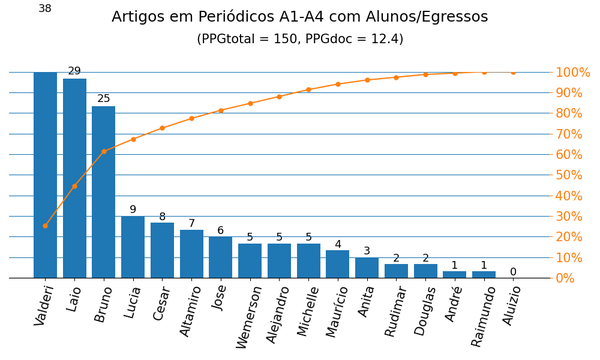 38
Artigos em Periódicos A1-A4 com Alunos/Egressos
(PPGtotal = 150, PPGdoc = 12.4)
29
25
9
8
7
6
5
5
5
4
3
2
2
1
1
0
100%
90%
80%
70%
60%
50%
40%
30%
20%
10%
0%
Valderi
Laio
Bruno
Lucia
Cesar
Altamiro
Jose
Wemerson
Alejandro
Michelle
Maurício
Anita
Rudimar
Douglas
André
Raimundo
Aluizio